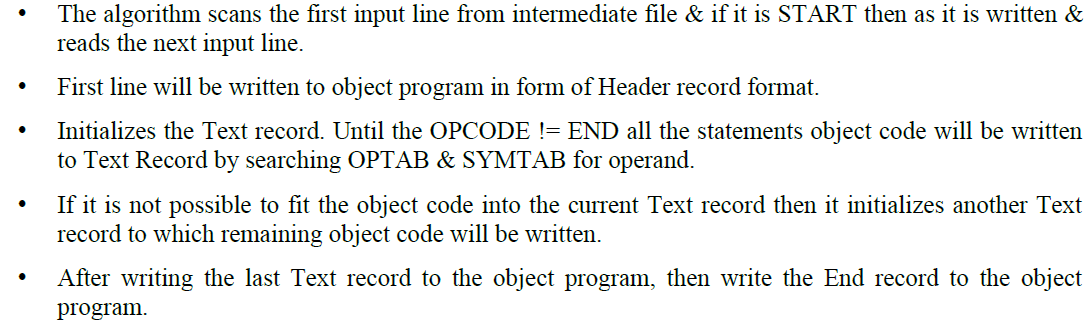 • The algorithm scans the first input line from intermediate file & if it is START then as it is written &
reads the next input line.
• First line will be written to object program in form of Header record format.
• Initializes the Text record. Until the OPCODE != END all the statements object code will be written
to Text Record by searching OPTAB & SYMTAB for operand.
• If it is not possible to fit the object code into the current Text record then it initializes another Text
record to which remaining object code will be written.
• After writing the last Text record to the object program, then write the End record to the object
program.